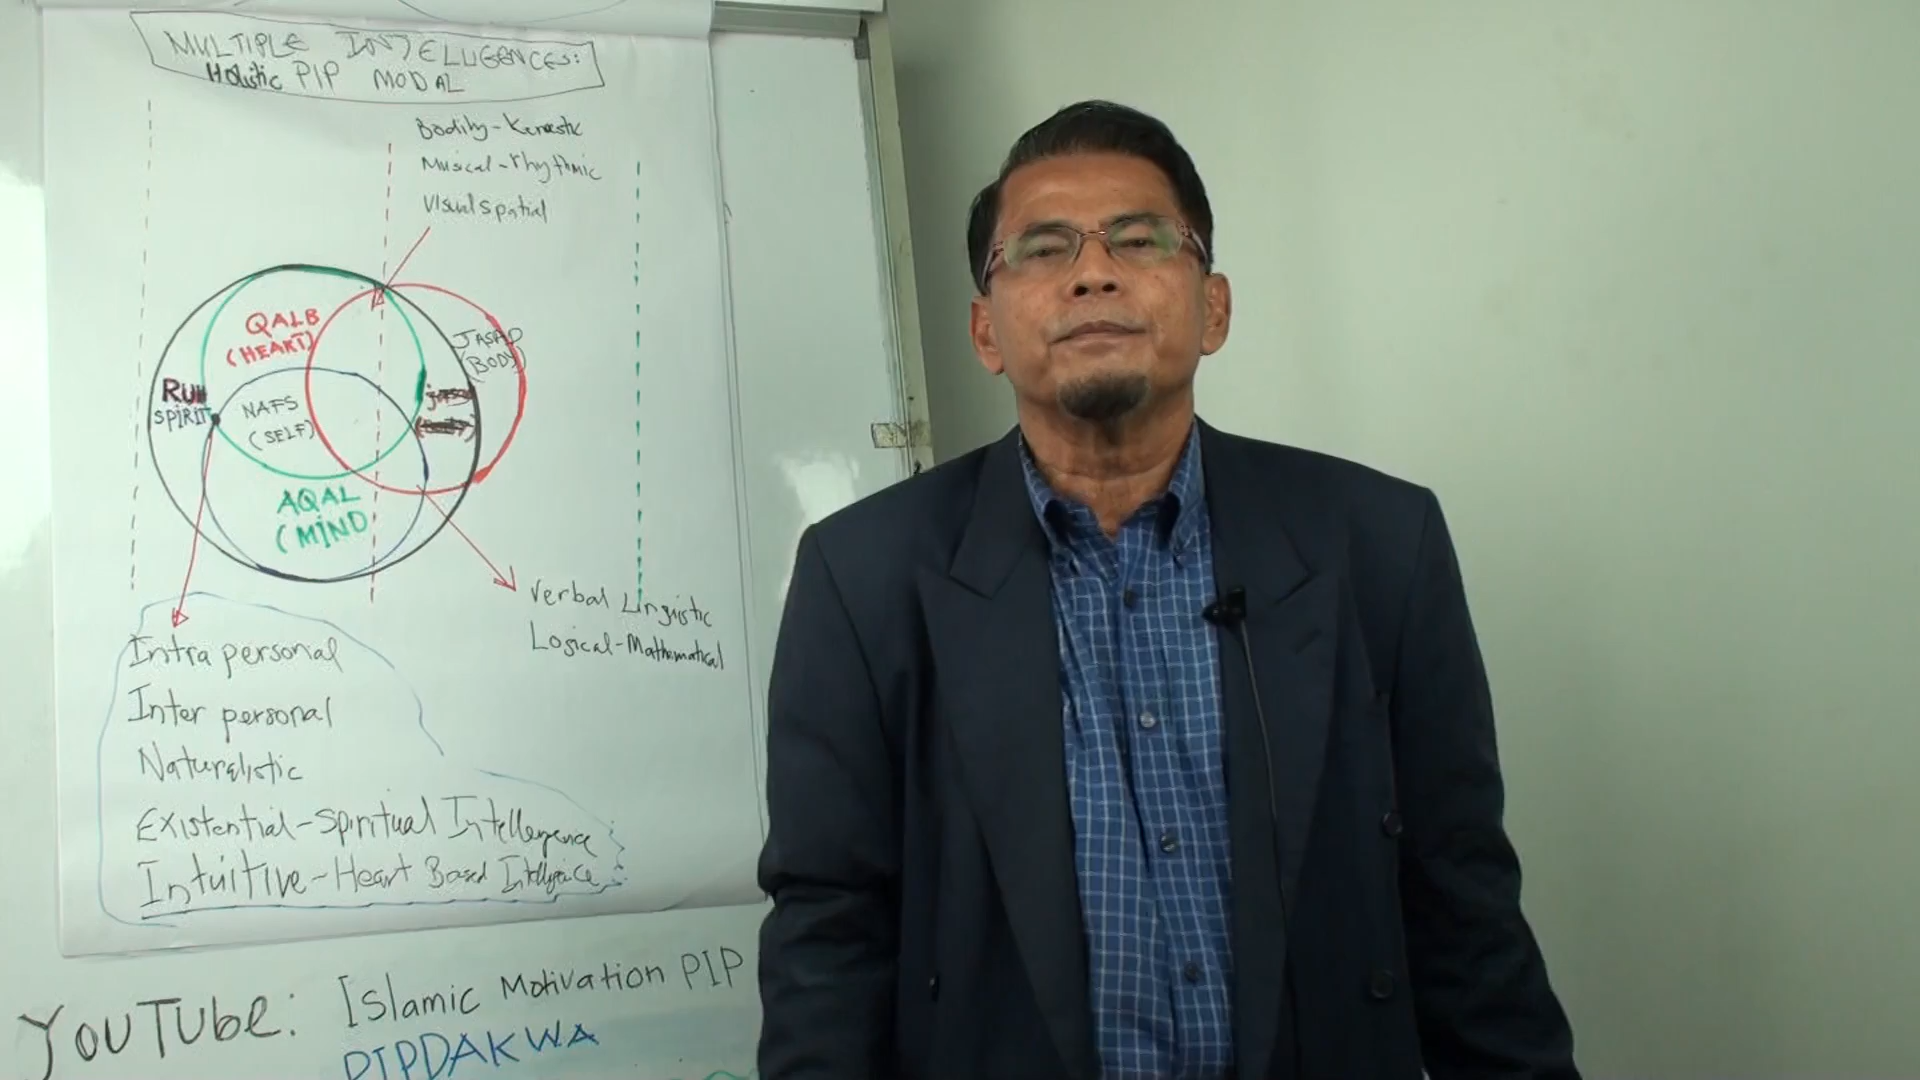 MULTIPLE INTELLIGENCES:
Holistic PIP MODAL
Bodily-Kenestic
Musical-rhythmic
Visual spatial
QALB
(HEART)
JASAD
(BODY)
RUH
SPIRIT
NAFS
(SELF)
AQAL
(MIND
Verbal Linguistic
Logical-Mathematical
Intra personal
Inter personal
Naturalistic
Existential-Spiritual Intellegence
Intuitive-Heart Based Intelligence
YOUTUbe: Islamic Motivation PIP
PIPDAKWA